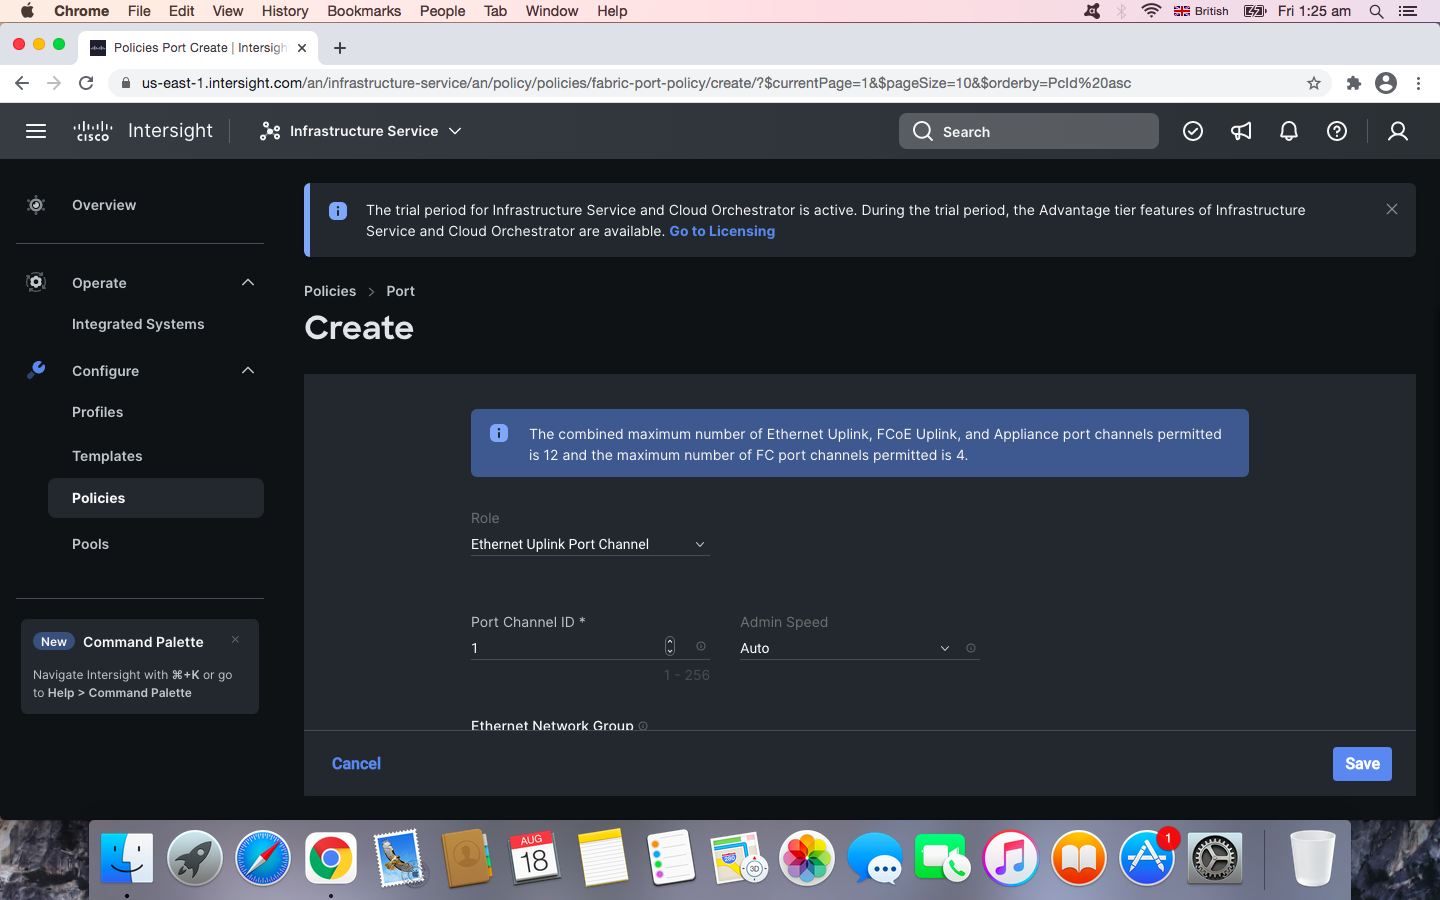 Chrome File Edit View History Bookmarks People Tab Window Help British Fri 1:25 am
Policies Port Create | Intersigh
us-east-1.intersight.com/an/infrastructure-service/an/policy/policies/fabric-port-policy/create/?$currentPage=1&$pageSize=10&$orderby=PcId%20asc
CISCO Intersight Infrastructure Service Search
Overview
Operate
Integrated Systems
Configure
Profiles
Templates
Policies
Pools
New Command Palette
Navigate Intersight with ⌘+K or go
to Help > Command Palette
The trial period for Infrastructure Service and Cloud Orchestrator is active. During the trial period, the Advantage tier features of Infrastructure
Service and Cloud Orchestrator are available. Go to Licensing
Policies > Port
Create
The combined maximum number of Ethernet Uplink, FCoE Uplink, and Appliance port channels permitted
is 12 and the maximum number of FC port channels permitted is 4.
Role
Ethernet Uplink Port Channel
Port Channel ID * Admin Speed
1 Auto
1 - 256
Ethernet Network Group
Cancel Save
AUG
18
280
3D
1